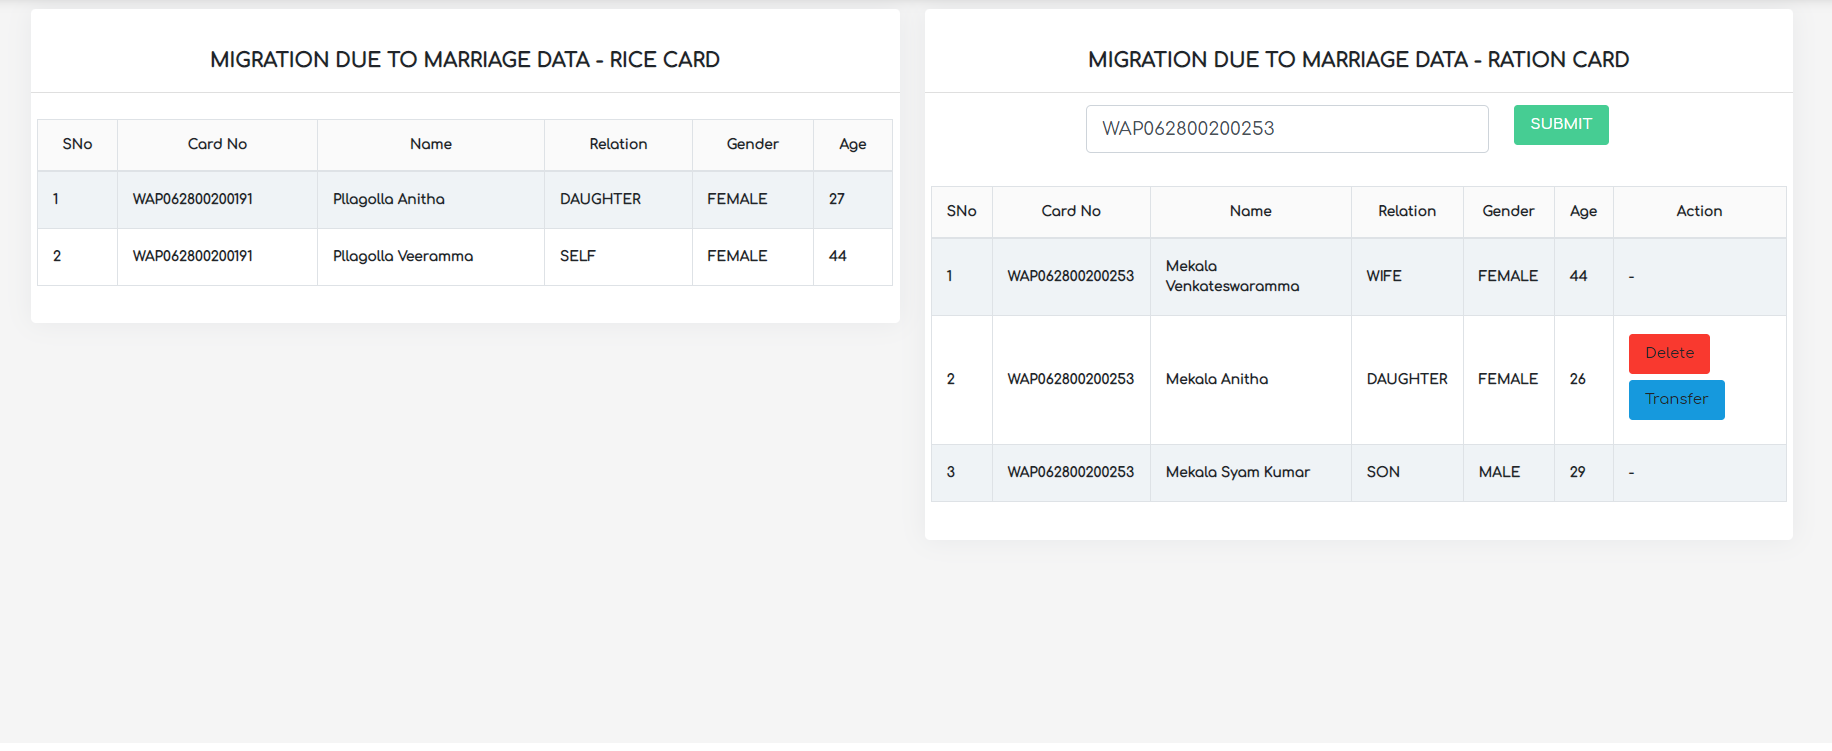 MIGRATION DUE TO MARRIAGE DATA - RICE CARD
SNo Card No Name Relation Gender Age
1 WAP062800200191 Pllagolla Anitha DAUGHTER FEMALE 27
2 WAP062800200191 Pllagolla Veeramma SELF FEMALE 44
MIGRATION DUE TO MARRIAGE DATA - RATION CARD
WAP062800200253 SUBMIT
SNo Card No Name Relation Gender Age Action
1 WAP062800200253 Mekala Venkateswaramma WIFE FEMALE 44 -
2 WAP062800200253 Mekala Anitha DAUGHTER FEMALE 26 Delete
Transfer
3 WAP062800200253 Mekala Syam Kumar SON MALE 29 -